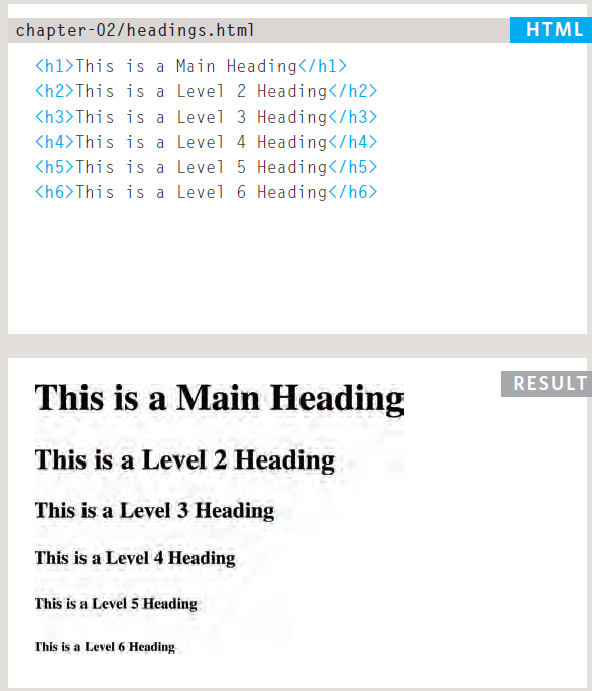 chapter-02/headings.html HTML
<h1>This is a Main Heading</h1>
<h2>This is a Level 2 Heading</h2>
<h3>This is a Level 3 Heading</h3>
<h4>This is a Level 4 Heading</h4>
<h5>This is a Level 5 Heading</h5>
<h6>This is a Level 6 Heading</h6>
RESULT
This is a Main Heading
This is a Level 2 Heading
This is a Level 3 Heading
This is a Level 4 Heading
This is a Level 5 Heading
This is a Level 6 Heading